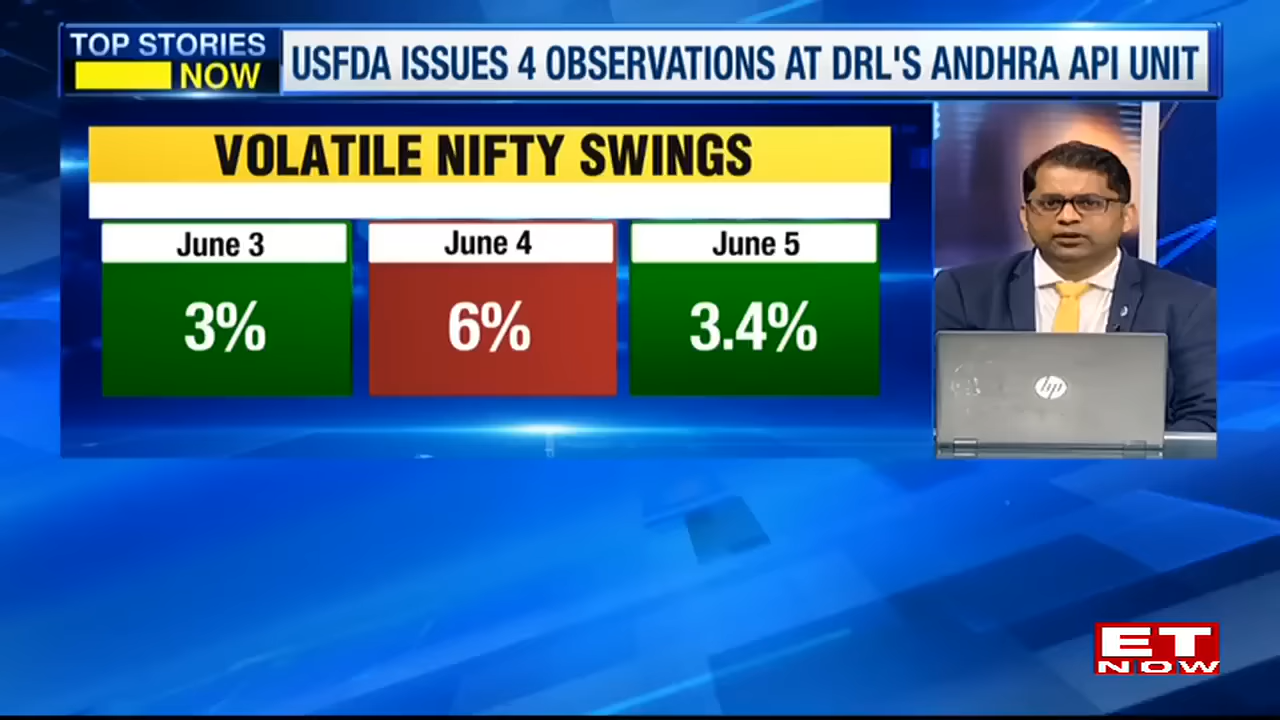 TOP STORIES
NOW
USFDA ISSUES 4 OBSERVATIONS AT DRL'S ANDHRA API UNIT
VOLATILE NIFTY SWINGS
June 3
June 4
June 5
3%
6%
3.4%
hp
ET
NOW